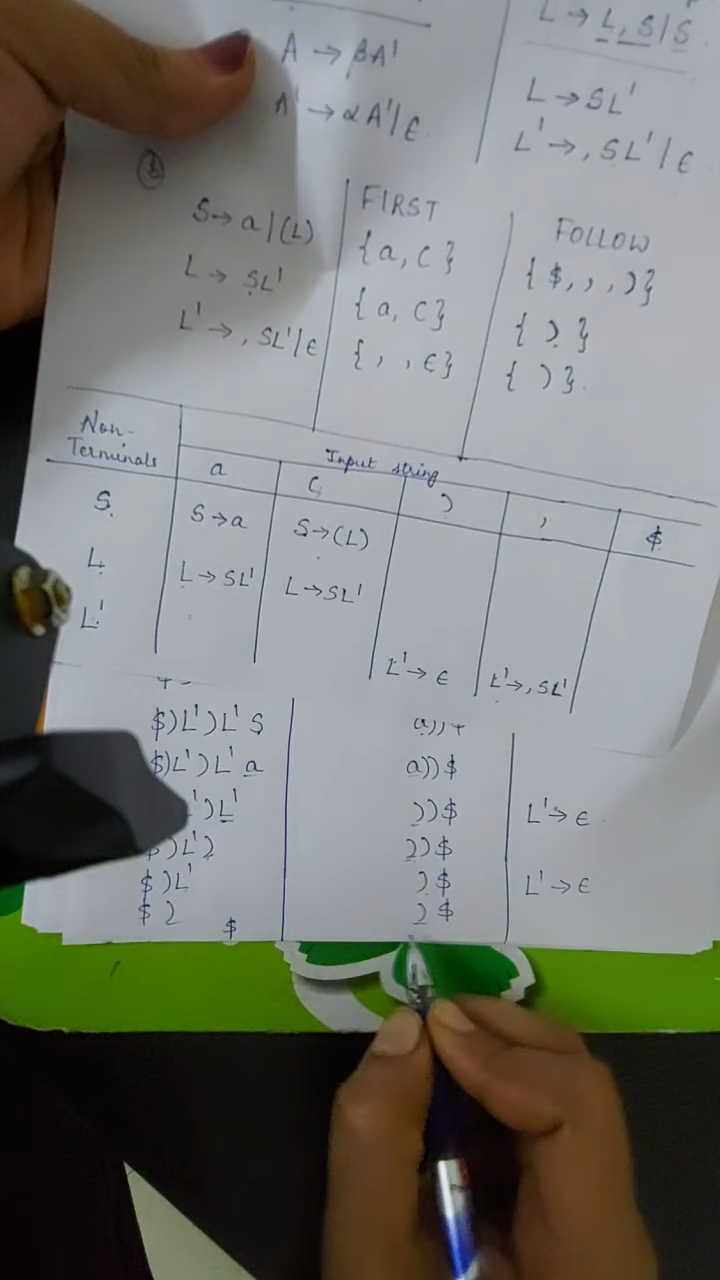 L → L, S | S
A → βA'
L → SL'
A' → αA' | ϵ
L' → , SL' | ϵ
FIRST
FOLLOW
S → a | (L)
{a, (}
{$, , , )}
L → SL'
{a, (}
{ ) }
L' → , SL' | ϵ
{ , , ϵ}
{ ) }.
Non-
Terminals
Input string
a
(
)
,
$
S
S → a
S → (L)
L
L → SL'
L → SL'
L'
L' → ϵ
L' → , SL'
$)L')L' S
a))
$)L')L' a
a))$
')L'
))$
L' → ϵ
$)L')
))$
$)L'
)$
L' → ϵ
$)
)$
$